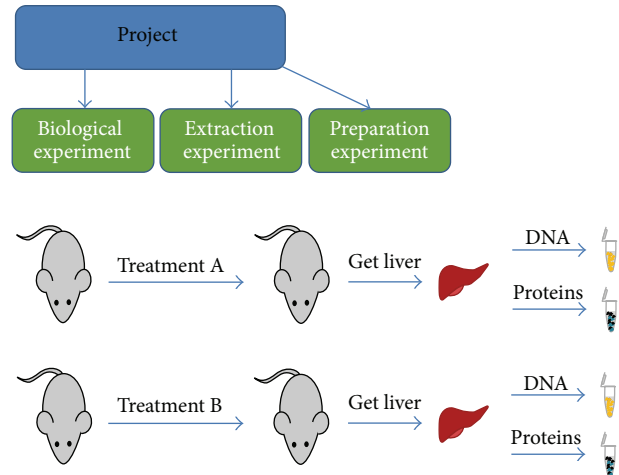 Project
Biological
experiment
Extraction
experiment
Preparation
experiment
Treatment A
Get liver
DNA
Proteins
Treatment B
Get liver
DNA
Proteins